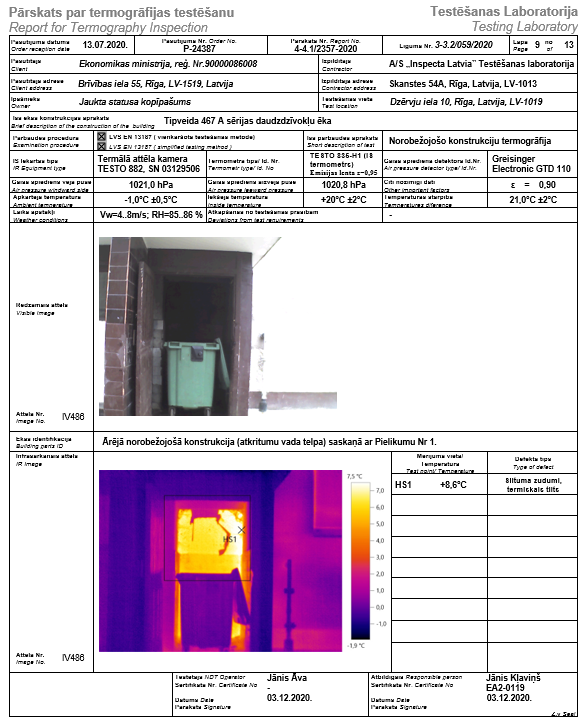 Pārskats par termogrāfijas testēšanu
Testēšanas Laboratorija
Report for Thermography Inspection
Testing Laboratory
Pasūtījuma datums
Order reception date
13.07.2020.
Pasūtījuma Nr. Order No.
P-24387
Pārskata Nr. Report No.
4-4.1/2357-2020
Līguma Nr. 3-3.2/059/2020
Lapa
Page
9
no
of
13
Pasūtītājs
Client
Ekonomikas ministrija, reģ. Nr.90000086008
Izpildītājs
Contractor
A/S „Inspecta Latvia" Testēšanas laboratorija
Pasūtītāja adrese
Client address
Brīvības iela 55, Rīga, LV-1519, Latvija
Izpildītāja adrese
Contractor address
Skanstes 54A, Rīga, Latvija, LV-1013
Īpašnieks
Owner
Jaukta statusa kopīpašums
Testēšanas vieta
Test location
Dzērvju iela 10, Rīga, Latvija, LV-1019
Īss ēkas konstrukcijas apraksts
Brief description of the construction of the building
Tipveida 467 A sērijas daudzdzīvokļu ēka
Pārbaudes procedūra
Examination procedure
LVS EN 13187 ( vienkāršota testēšanas metode)
LVS EN 13187 ( simplified testing method )
Īss pārbaudes apraksts
Short description of test
Norobežojošo konstrukciju termogrāfija
IS iekārtas tips
IR Equipment type
Termālā attēla kamera
TESTO 882, SN 03129506
Termometra tips/ Id. Nr.
Termometr type/ Id. No
TESTO 835-H1 (IS
termometrs)
Emisijas lents ε=0,95
Gaisa spiediena detektora Id.Nr.
Air pressure detector type/ Id.Nr.
Greisinger
Electronic GTD 110
Gaisa spiediens vēja pusē
Air pressure windward side
1021,0 hPa
Gaisa spiediens aizvēja pusē
Air pressure leeward pressure
1020,8 hPa
Citi nozīmīgi dati
Other important factors
ε = 0,90
Apkārtējā temperatūra
Ambient temperature
-1,0°C ±0,5°C
Iekšējā temperatūra
Inside temperature
+20°C ±2°C
Temperatūras starpība
Temperatures diference
21,0°C ±2°C
Laika apstākļi
Weather conditions
Vw=4..8m/s; RH=85..86 %
Atkāpšanās no testēšanas prasībām
Deviations from test requirements
-
Redzamais attēls
Visible Image
Attēla Nr.
Image No.
IV486
Ēkas identifikācija
Building parts ID
Ārējā norobežojošā konstrukcija (atkritumu vada telpa) saskaņā ar Pielikumu Nr 1.
Infrasarkanais attēls
IR Image
7,5 °C
7,0
6,0
5,0
4,0
3,0
2,0
1,0
0,0
-1,0
-1,9 °C
HS1
Mērījuma vieta/
Temperatūra
Test point/ Temperature
Defekta tips
Type of defect
HS1
+8,6°C
Siltuma zudumi,
termiskais tilts
Attēla Nr.
Image No.
IV486
Testētājs NDT Operator
Sertifikāta Nr. Certificate No
Jānis Āva
-
Datums Date
03.12.2020.
Paraksts Signature
Atbildīgais Responsible person
Sertifikāta Nr. Certificate No
Jānis Kļaviņš
EA2-0119
Datums Date
03.12.2020.
Paraksts Signature